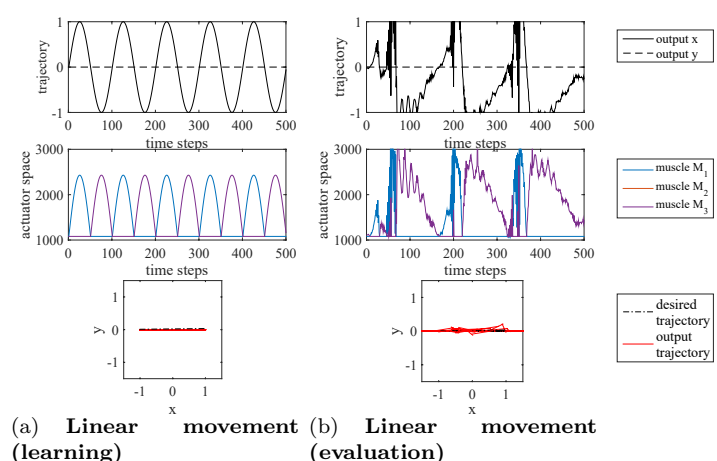 1
0
-1
trajectory
0 100 200 300 400 500
time steps
3000
2000
1000
actuator space
0 100 200 300 400 500
time steps
1
0
-1
y
-1 0 1
x
(a) Linear movement
(learning)
1
0
-1
trajectory
0 100 200 300 400 500
time steps
3000
2000
1000
actuator space
0 100 200 300 400 500
time steps
1
0
-1
y
-1 0 1
x
(b) Linear movement
(evaluation)
output x
output y
muscle M1
muscle M2
muscle M3
desired
trajectory
output
trajectory